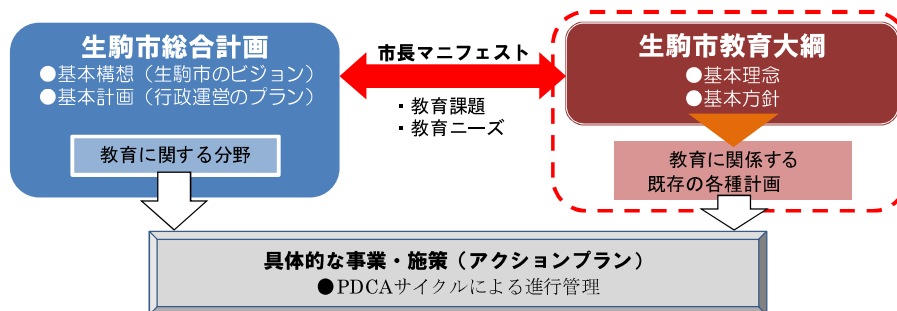 生駒市総合計画
●基本構想（生駒市のビジョン）
●基本計画（行政運営のプラン）
教育に関する分野
市長マニフェスト
・教育課題
・教育ニーズ
生駒市教育大綱
●基本理念
●基本方針
教育に関係する
既存の各種計画
具体的な事業・施策（アクションプラン）
●PDCAサイクルによる進行管理